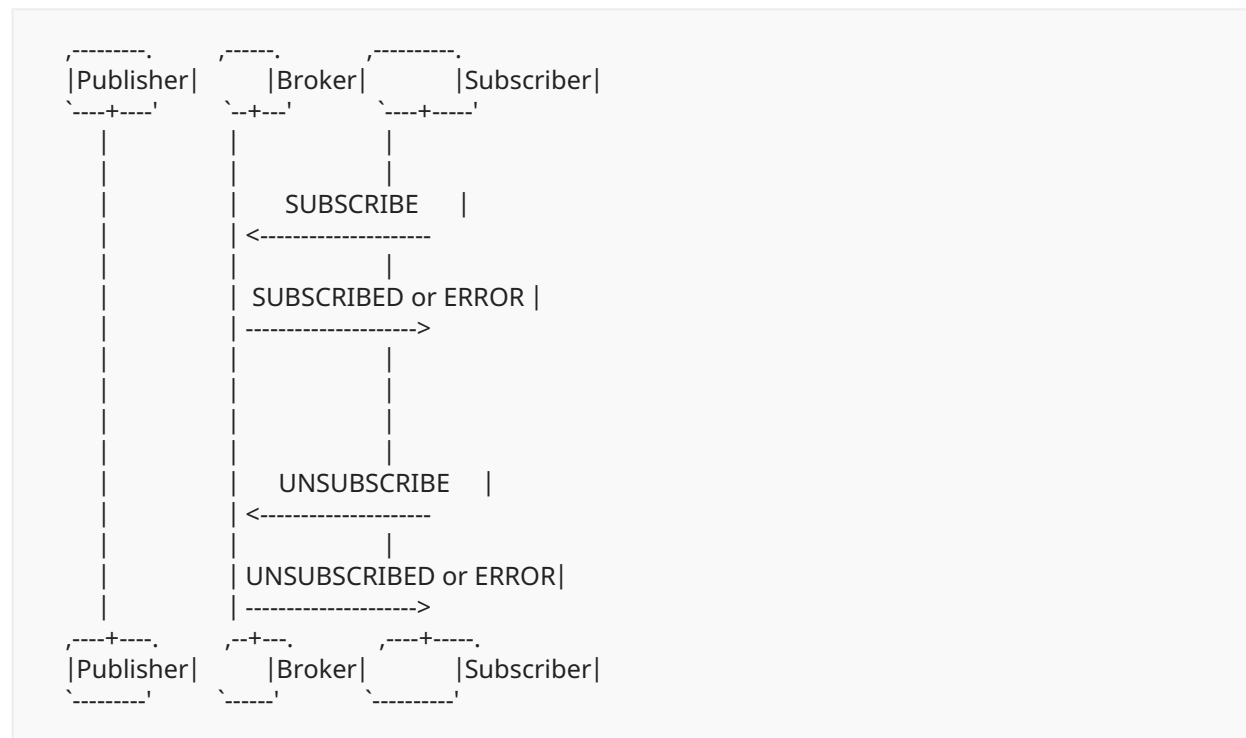 ,---------.          ,------.             ,----------.
|Publisher|          |Broker|             |Subscriber|
`----+----'          `--+---'             `----+-----'
     |                  |                      |
     |                  |                      |
     |                  |       SUBSCRIBE      |
     |                  | <---------------------
     |                  |                      |
     |                  |  SUBSCRIBED or ERROR |
     |                  | --------------------->
     |                  |                      |
     |                  |                      |
     |                  |                      |
     |                  |                      |
     |                  |      UNSUBSCRIBE     |
     |                  | <---------------------
     |                  |                      |
     |                  | UNSUBSCRIBED or ERROR|
     |                  | --------------------->
,----+----.          ,--+---.             ,----+-----.
|Publisher|          |Broker|             |Subscriber|
`---------'          `------'             `----------'